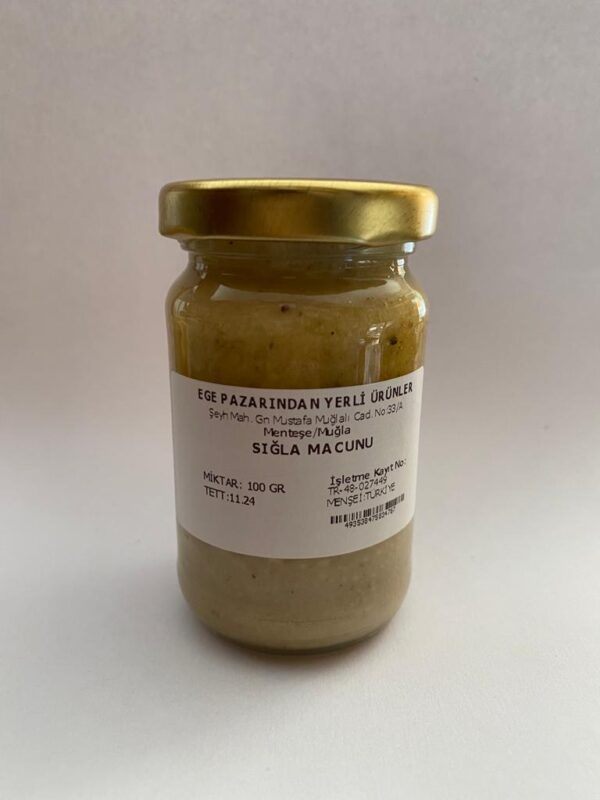 EGE PAZARINDAN YERLİ ÜRÜNLER
Şeyh Mah. Gn Mustafa Muğlalı Cad. No:33/A
Menteşe/Muğla
SIĞLA MACUNU
MİKTAR: 100 GR
TETT:11.24
İşletme Kayıt No:
TR-48-027449
MENŞEİ:TÜRKİYE